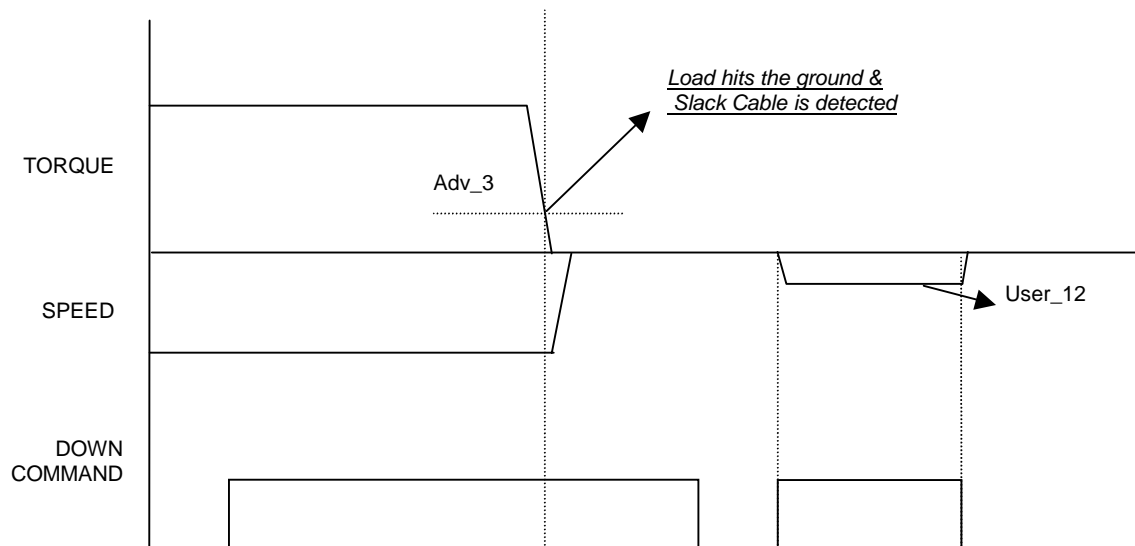 Load hits the ground &
Slack Cable is detected
TORQUE
Adv_3
User_12
SPEED
DOWN
COMMAND